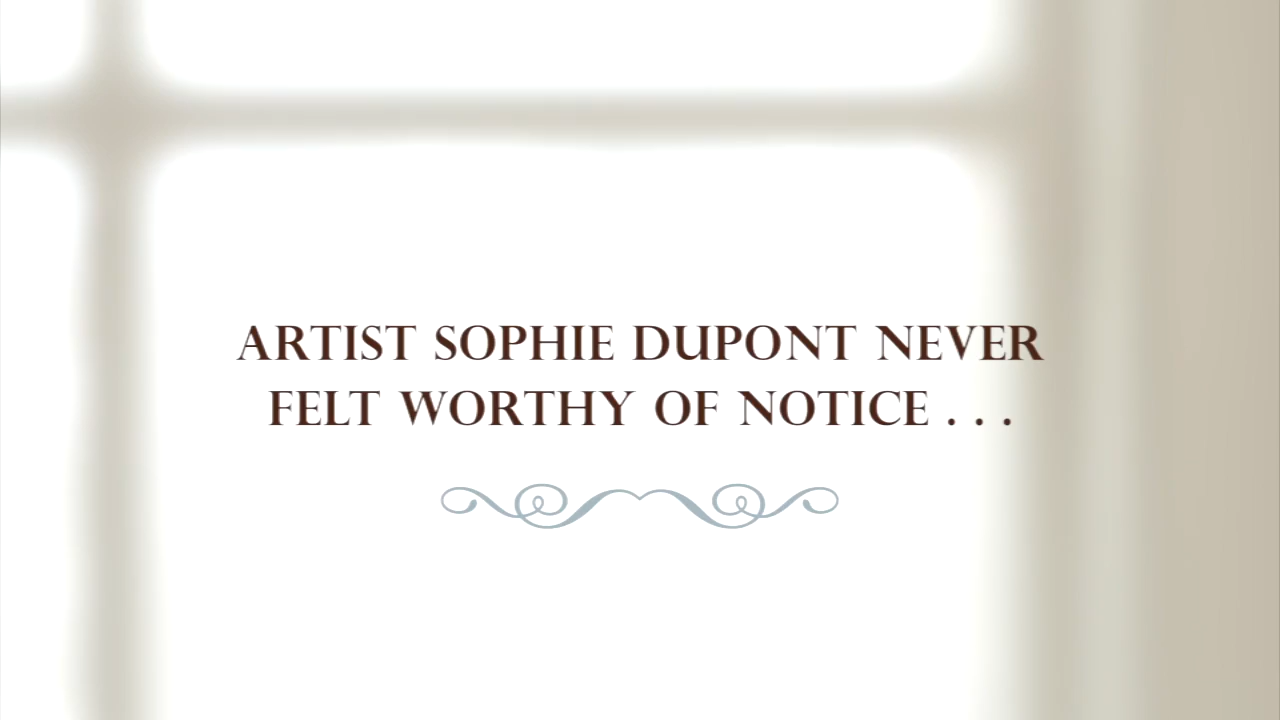 ARTIST SOPHIE DUPONT NEVER
FELT WORTHY OF NOTICE . . .